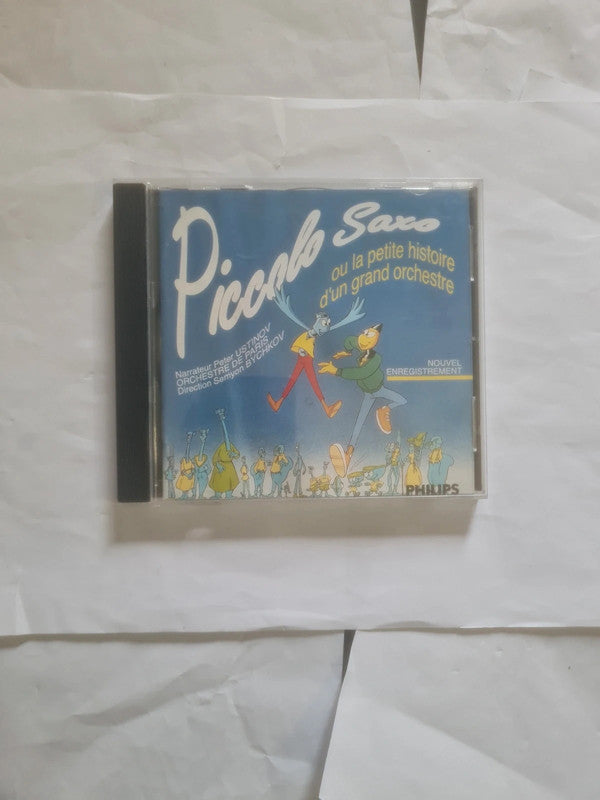 Piccolo Saxo
ou la petite histoire
d'un grand orchestre
Narrateur Peter USTINOV
ORCHESTRE DE PARIS
Direction Semyon BYCHKOV
NOUVEL
ENREGISTREMENT
PHILIPS